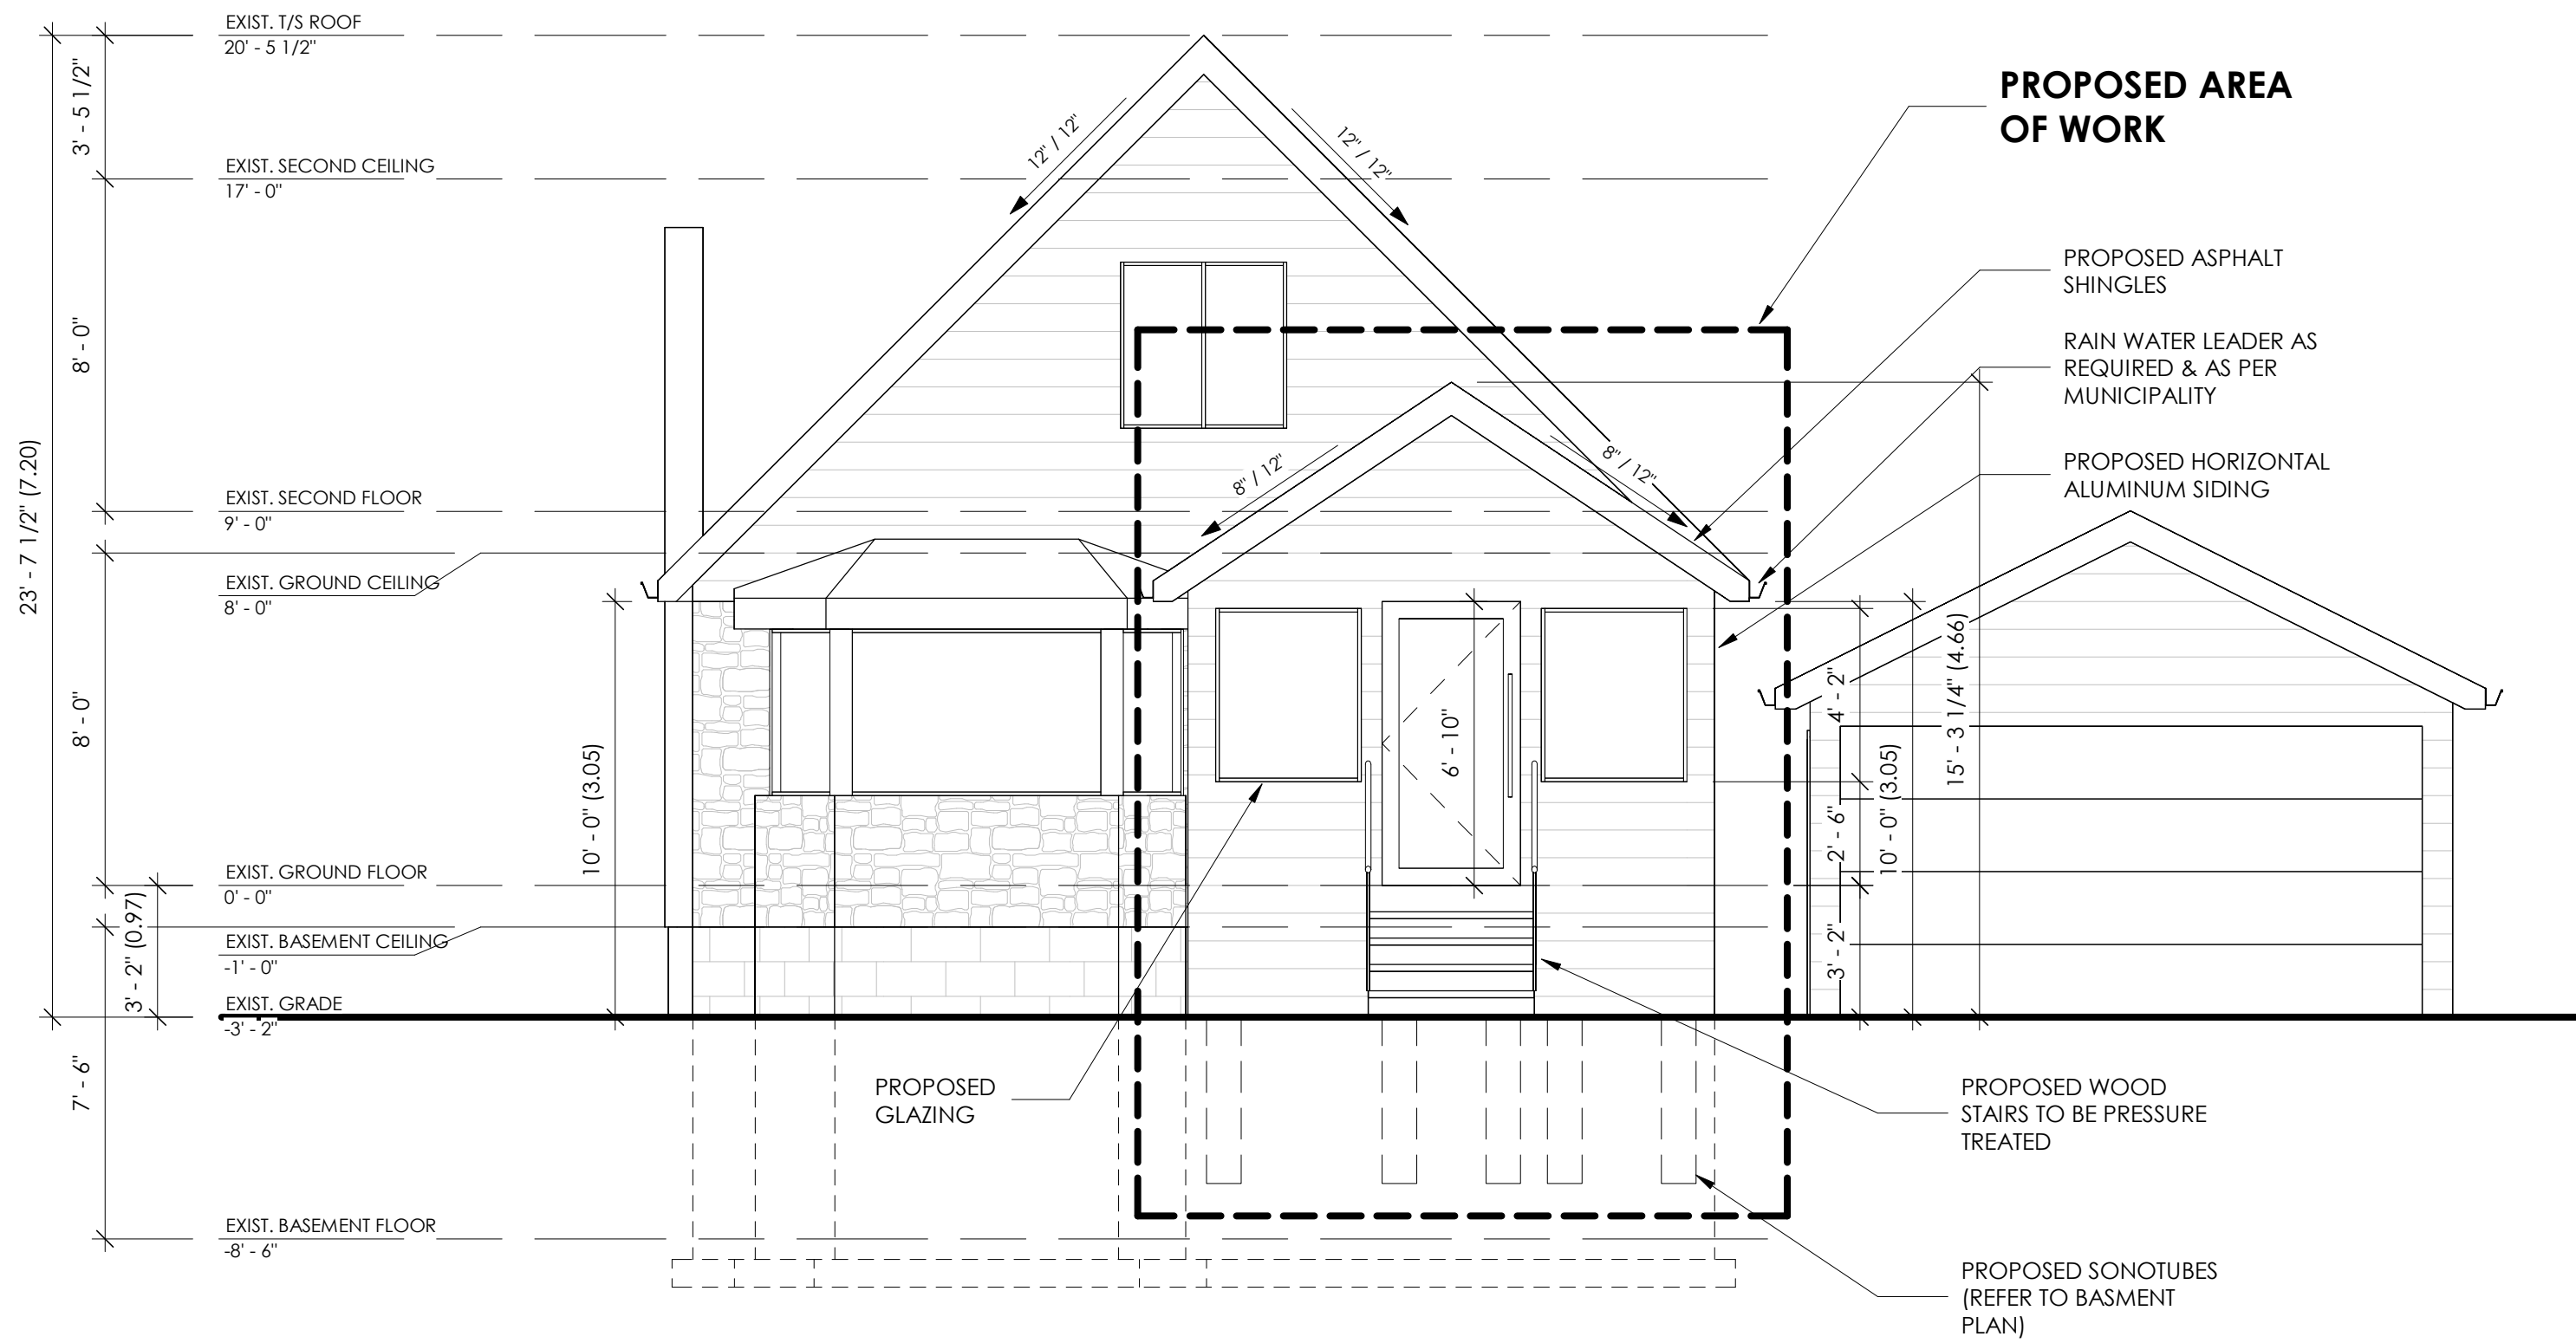 EXIST. T/S ROOF
20' - 5 1/2"
3' - 5 1/2"
EXIST. SECOND CEILING
17' - 0"
8' - 0"
23' - 7 1/2" (7.20)
EXIST. SECOND FLOOR
9' - 0"
EXIST. GROUND CEILING
8' - 0"
8' - 0"
EXIST. GROUND FLOOR
0' - 0"
3' - 2" (0.97)
EXIST. BASEMENT CEILING
-1' - 0"
EXIST. GRADE
-3' - 2"
7' - 6"
EXIST. BASEMENT FLOOR
-8' - 6"
10' - 0" (3.05)
12" / 12"
12" / 12"
8" / 12"
8" / 12"
6' - 10"
PROPOSED
GLAZING
PROPOSED AREA
OF WORK
PROPOSED ASPHALT
SHINGLES
RAIN WATER LEADER AS
REQUIRED & AS PER
MUNICIPALITY
PROPOSED HORIZONTAL
ALUMINUM SIDING
4' - 2"
2' - 6"
3' - 2"
10' - 0" (3.05)
15' - 3 1/4" (4.66)
PROPOSED WOOD
STAIRS TO BE PRESSURE
TREATED
PROPOSED SONOTUBES
(REFER TO BASMENT
PLAN)